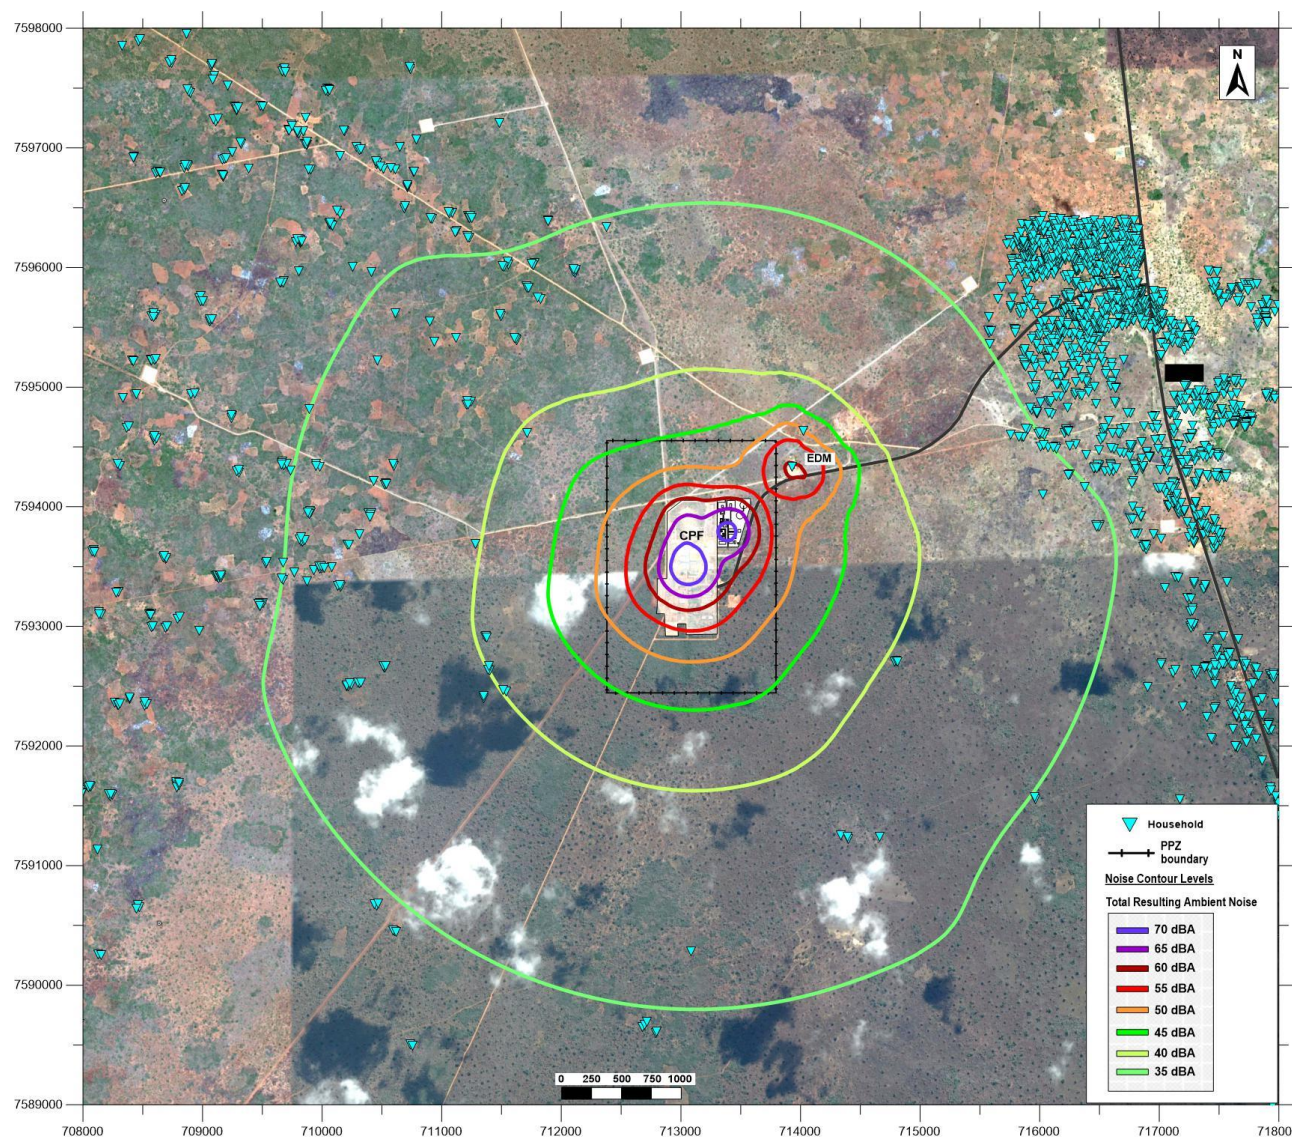 7598000
7597000
7596000
7595000
7594000
7593000
7592000
7591000
7590000
7589000
N
EDM
CPF
Household
PPZ
boundary
Noise Contour Levels
Total Resulting Ambient Noise
70 dBA
65 dBA
60 dBA
55 dBA
50 dBA
45 dBA
40 dBA
35 dBA
0 250 500 750 1000
708000 709000 710000 711000 712000 713000 714000 715000 716000 717000 718000